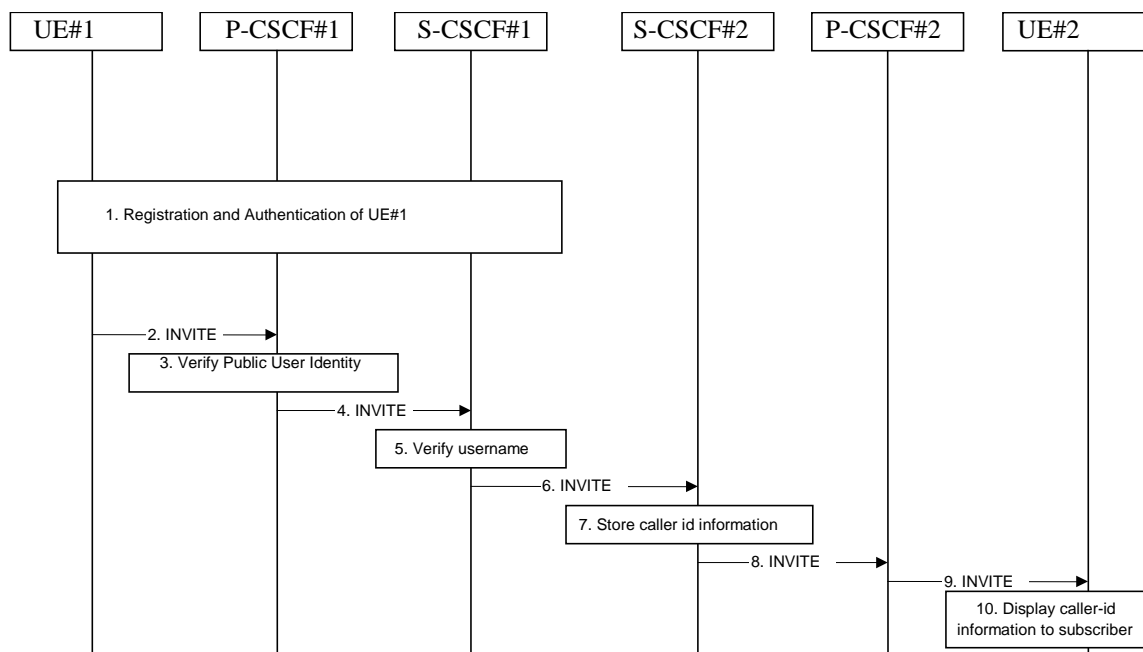 UE#1
P-CSCF#1
S-CSCF#1
S-CSCF#2
P-CSCF#2
UE#2
1. Registration and Authentication of UE#1
2. INVITE
3. Verify Public User Identity
4. INVITE
5. Verify username
6. INVITE
7. Store caller id information
8. INVITE
9. INVITE
10. Display caller-id
information to subscriber